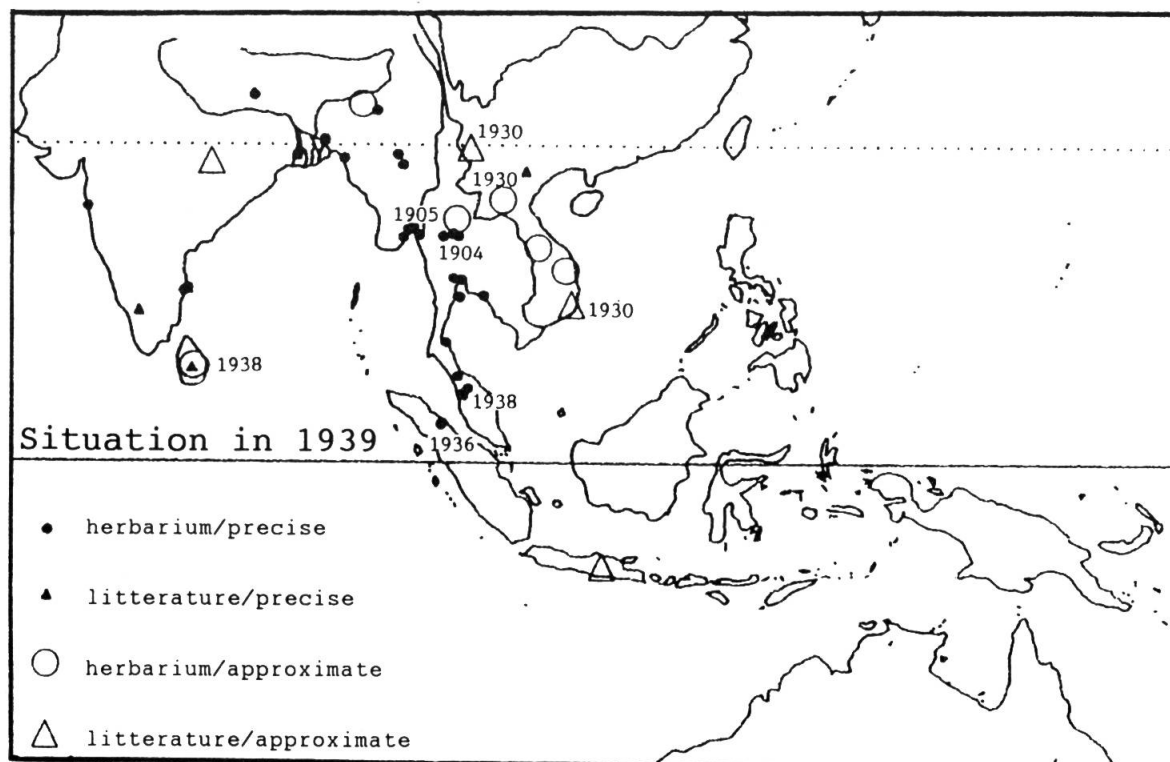 1930
1930
1905
1904
1930
1938
1938
1936
Situation in 1939
herbarium/precise
litterature/precise
herbarium/approximate
litterature/approximate